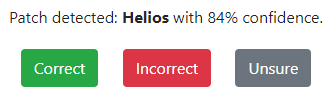 Patch detected: Helios with 84% confidence.
Correct Incorrect Unsure